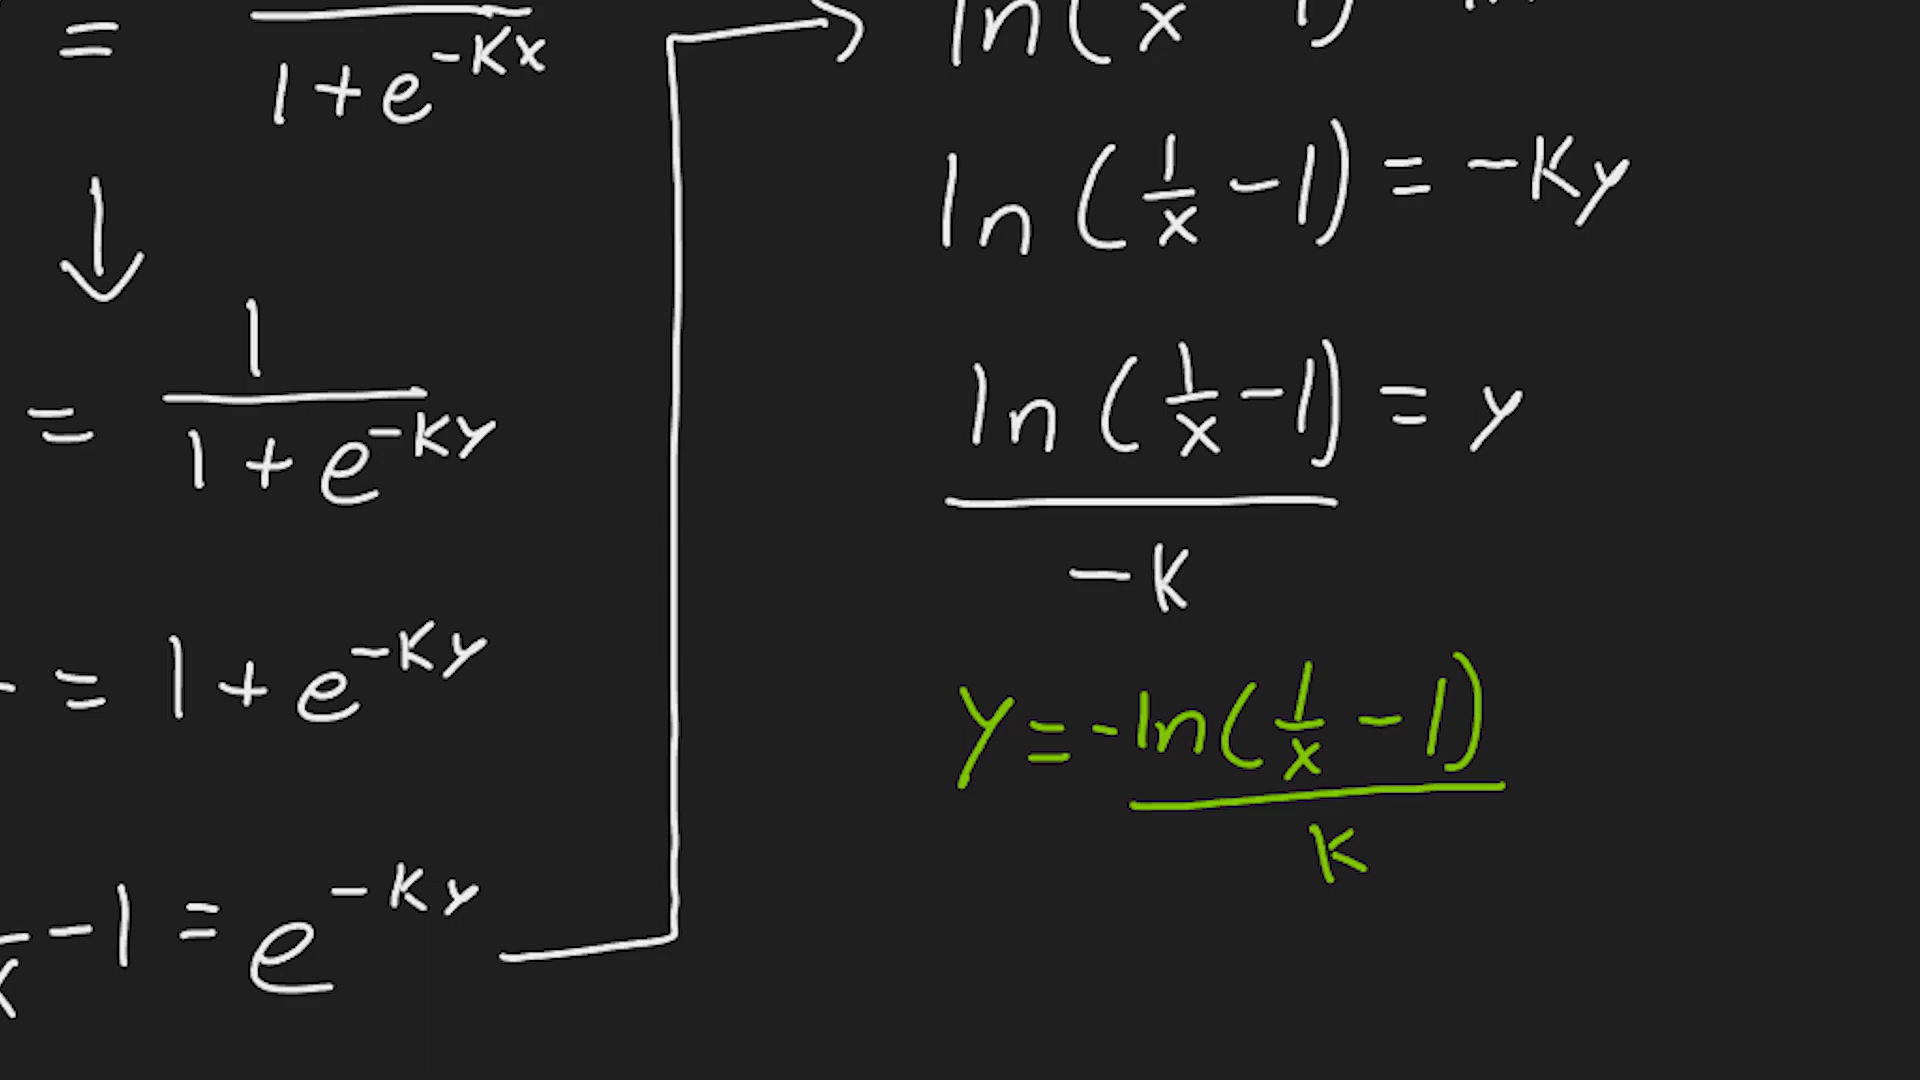 = 1+e^-Kx
↓
= 1/(1+e^-Ky)
= 1+e^-Ky
-1 = e^-Ky
ln(x 1)
ln(1/x -1) = -Ky
ln(1/x -1)/-K = y
y = -ln(1/x -1)/K